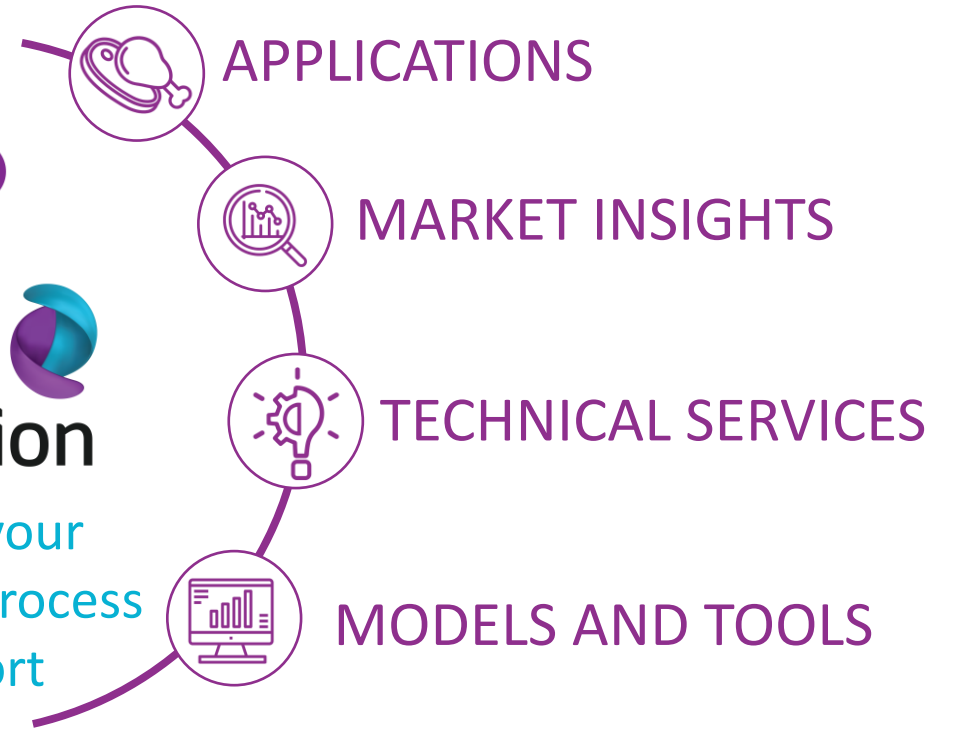 APPLICATIONS
MARKET INSIGHTS
TECHNICAL SERVICES
ion
your
rocess
ort
MODELS AND TOOLS